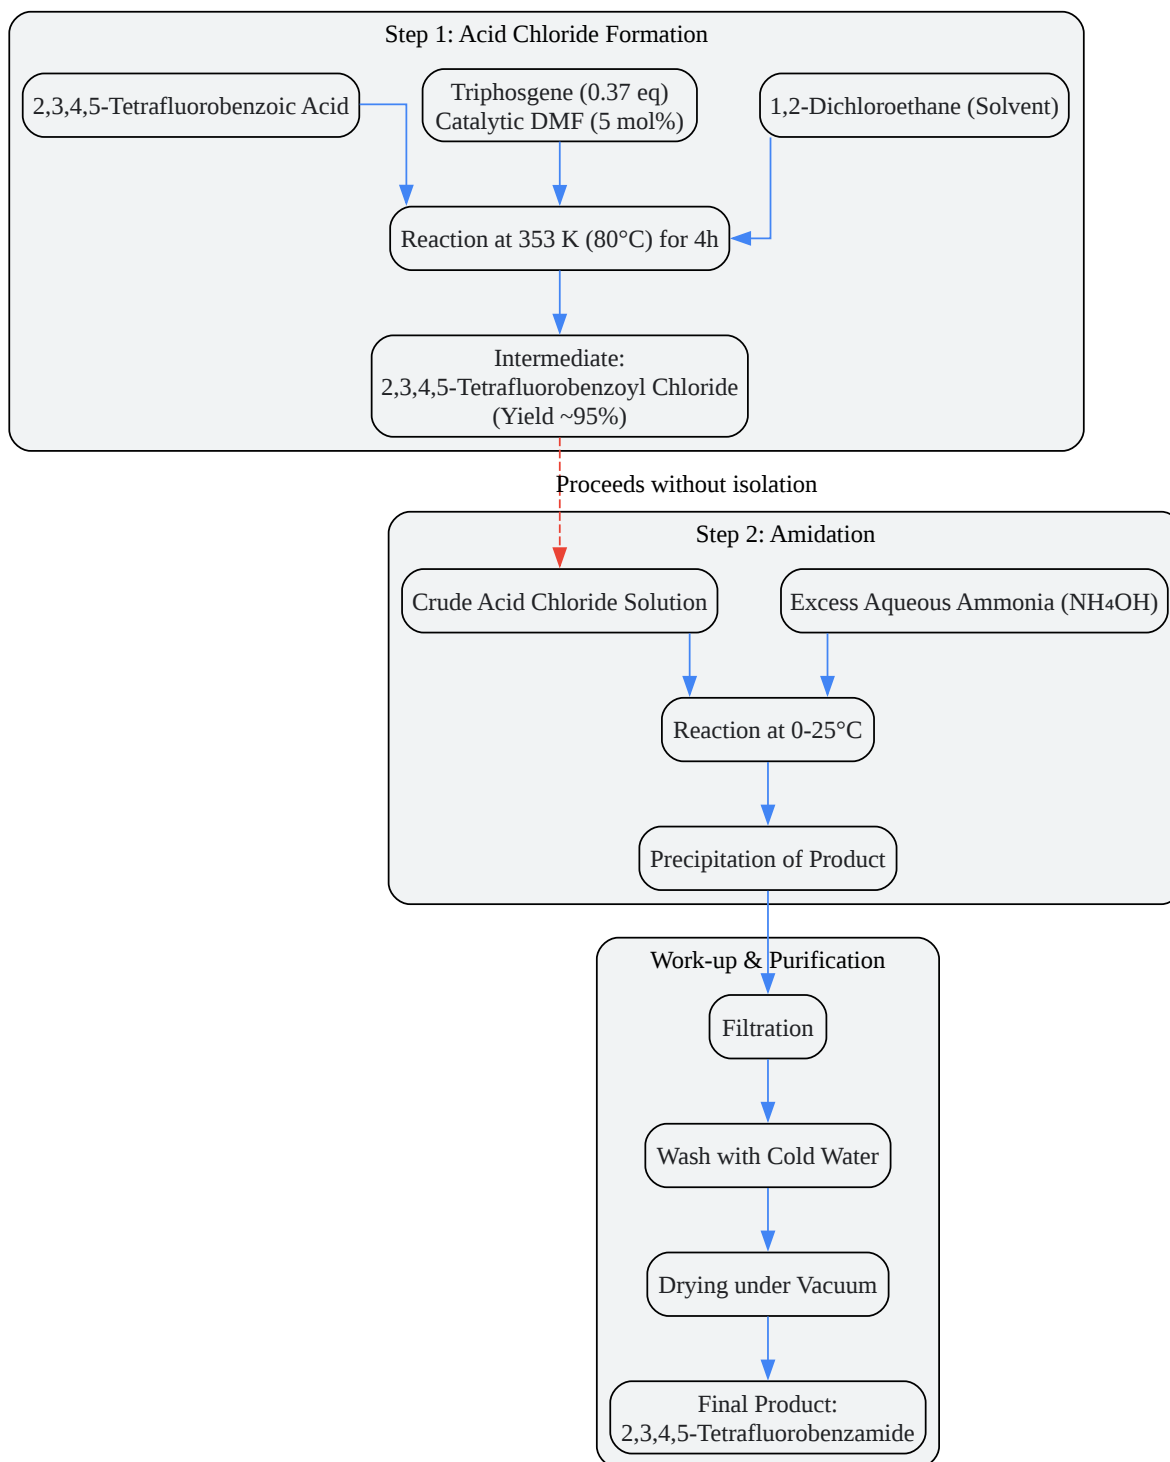 Step 1: Acid Chloride Formation
2,3,4,5-Tetrafluorobenzoic Acid
Triphosgene (0.37 eq)
Catalytic DMF (5 mol%)
1,2-Dichloroethane (Solvent)
Reaction at 353 K (80°C) for 4h
Intermediate:
2,3,4,5-Tetrafluorobenzoyl Chloride
(Yield ~95%)
Proceeds without isolation
Step 2: Amidation
Crude Acid Chloride Solution
Excess Aqueous Ammonia (NH₄OH)
Reaction at 0-25°C
Precipitation of Product
Work-up & Purification
Filtration
Wash with Cold Water
Drying under Vacuum
Final Product:
2,3,4,5-Tetrafluorobenzamide